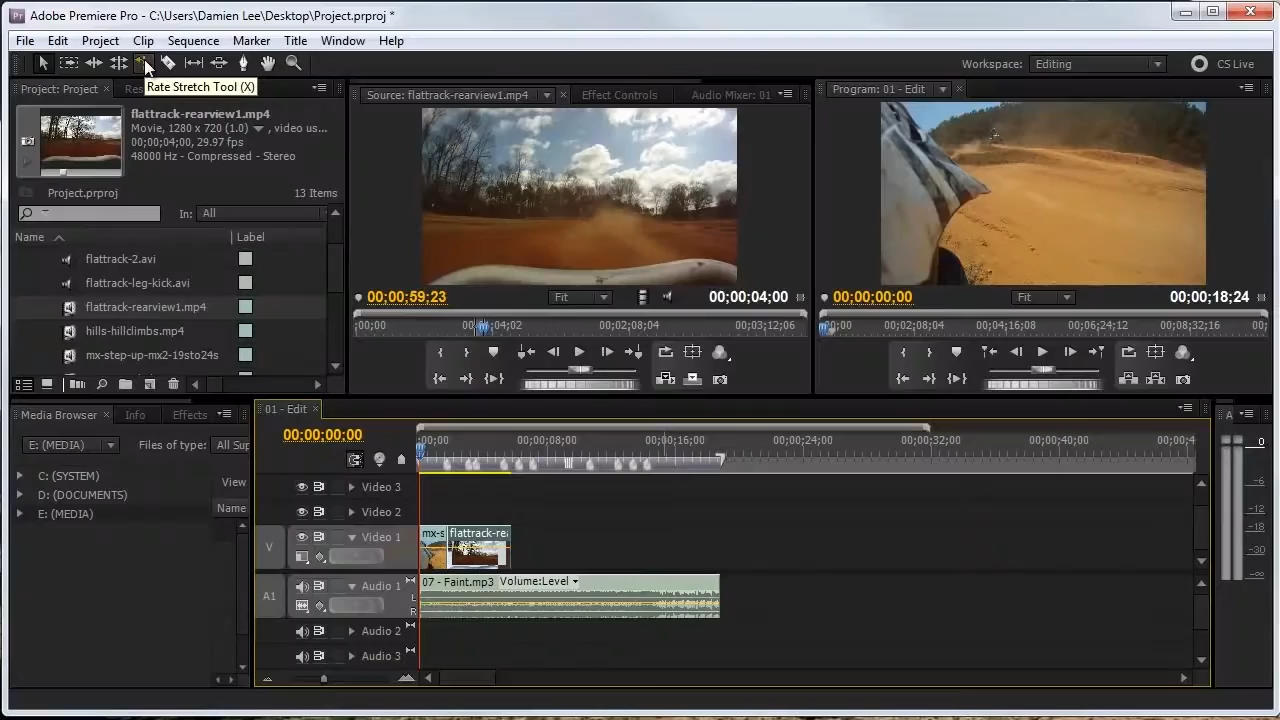 Pr Adobe Premiere Pro - C:\Users\Damien Lee\Desktop\Project.prproj *
File Edit Project Clip Sequence Marker Title Window Help
Workspace: Editing CS Live
Rate Stretch Tool (X)
Project: Project Re
flattrack-rearview1.mp4
Movie, 1280 x 720 (1.0) , video us...
00;00;04;00, 29.97 fps
48000 Hz - Compressed - Stereo
Project.prproj 13 Items
In: All
Name Label
flattrack-2.avi
flattrack-leg-kick.avi
flattrack-rearview1.mp4
hills-hillclimbs.mp4
mx-step-up-mx2-19sto24s
Source: flattrack-rearview1.mp4 Effect Controls Audio Mixer: 01
00;00;59;23 Fit 00;00;04;00
;00;00 00;02;08;04 00;03;12;06
Program: 01 - Edit
00:00:00:00 Fit 00:00:18:24
00:02:08:04 00:04:16:08 00:06:24:12 00:08:32:16
Media Browser Info Effects
E: (MEDIA) Files of type: All Sup
C: (SYSTEM)
D: (DOCUMENTS)
E: (MEDIA)
View
Name
01 - Edit
00:00:00:00
:00:00 00:00:08:00 00:00:16:00 00:00:24:00 00:00:32:00 00:00:40:00 00:00:4
Video 3
Video 2
V Video 1
mx-s flattrack-rea
A1 Audio 1 L R
07 - Faint.mp3 Volume:Level
Audio 2
Audio 3
A
0
-6
-12
-18
-30
-∞